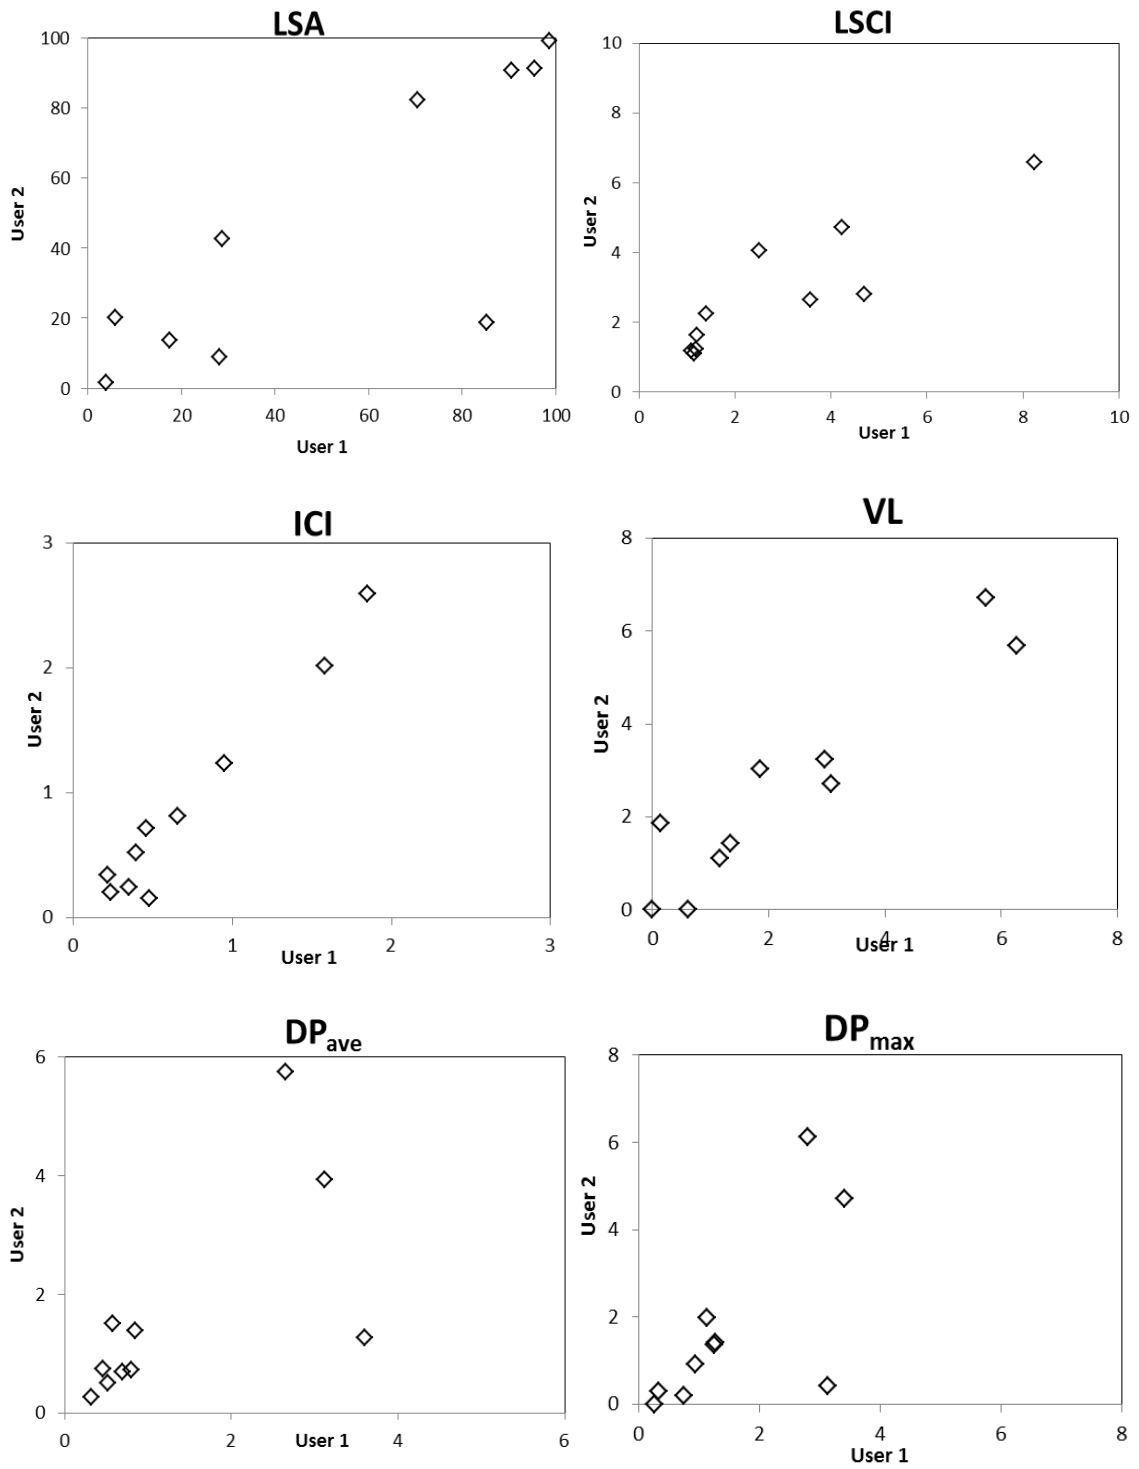 LSA
100
80
60
40
20
0
User 2
0 20 40 60 80 100
User 1
LSCI
10
8
6
4
2
0
User 2
0 2 4 6 8 10
User 1
ICI
3
2
1
0
User 2
0 1 2 3
User 1
VL
8
6
4
2
0
User 2
0 2 4 6 8
User 1
DPave
6
4
2
0
User 2
0 2 4 6
User 1
DPmax
8
6
4
2
0
User 2
0 2 4 6 8
User 1